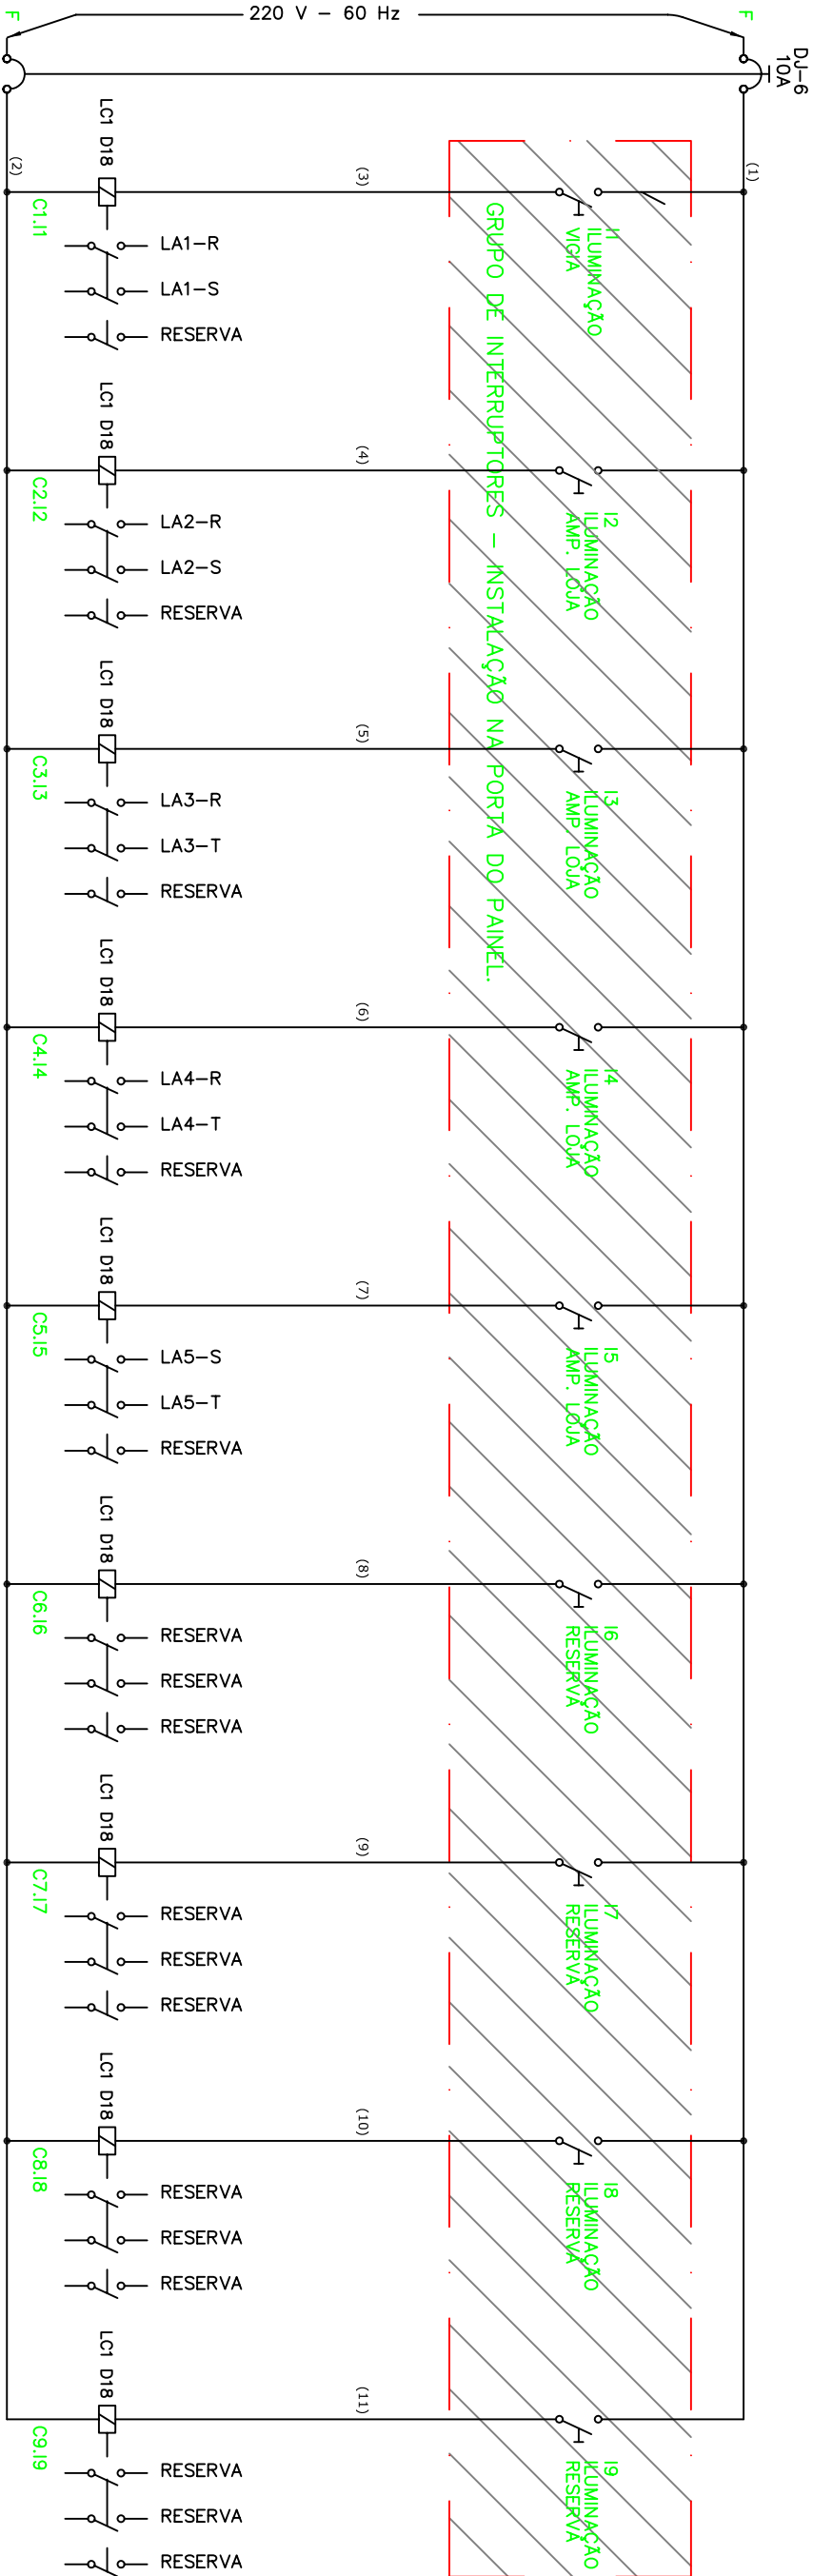 220 V - 60 Hz
F
F
DJ-6
10A
(1)
(2)
GRUPO DE INTERRUPTORES - INSTALAÇÃO NA PORTA DO PAINEL.
I1
ILUMINAÇÃO
VIGIA
(3)
LC1 D18
C1.I1
LA1-R
LA1-S
RESERVA
I2
ILUMINAÇÃO
AMP. LOJA
(4)
LC1 D18
C2.I2
LA2-R
LA2-S
RESERVA
I3
ILUMINAÇÃO
AMP. LOJA
(5)
LC1 D18
C3.I3
LA3-R
LA3-T
RESERVA
I4
ILUMINAÇÃO
AMP. LOJA
(6)
LC1 D18
C4.I4
LA4-R
LA4-T
RESERVA
I5
ILUMINAÇÃO
AMP. LOJA
(7)
LC1 D18
C5.I5
LA5-S
LA5-T
RESERVA
I6
ILUMINAÇÃO
RESERVA
(8)
LC1 D18
C6.I6
RESERVA
RESERVA
RESERVA
I7
ILUMINAÇÃO
RESERVA
(9)
LC1 D18
C7.I7
RESERVA
RESERVA
RESERVA
I8
ILUMINAÇÃO
RESERVA
(10)
LC1 D18
C8.I8
RESERVA
RESERVA
RESERVA
I9
ILUMINAÇÃO
RESERVA
(11)
LC1 D18
C9.I9
RESERVA
RESERVA
RESERVA